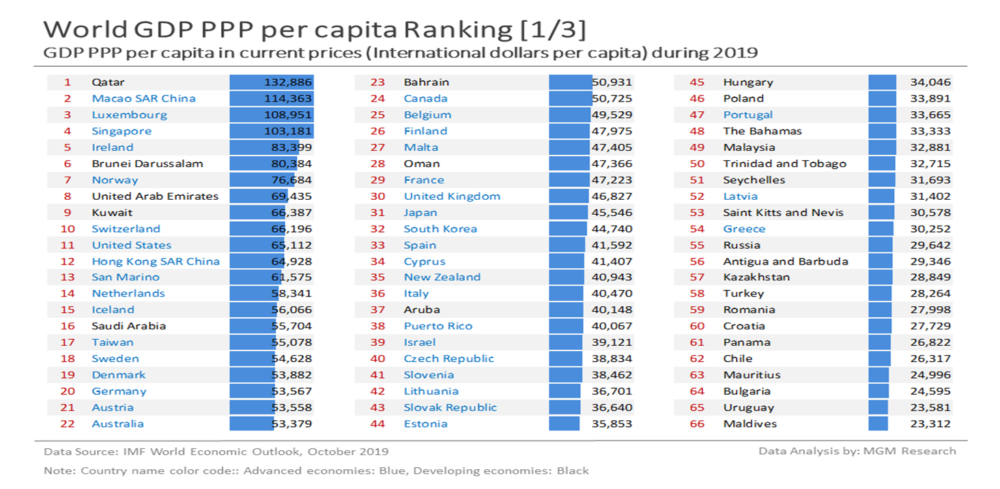 World GDP PPP per capita Ranking [1/3]
GDP PPP per capita in current prices (International dollars per capita) during 2019
1 Qatar 132,886
2 Macao SAR China 114,363
3 Luxembourg 108,951
4 Singapore 103,181
5 Ireland 83,399
6 Brunei Darussalam 80,384
7 Norway 76,684
8 United Arab Emirates 69,435
9 Kuwait 66,387
10 Switzerland 66,196
11 United States 65,112
12 Hong Kong SAR China 64,928
13 San Marino 61,575
14 Netherlands 58,341
15 Iceland 56,066
16 Saudi Arabia 55,704
17 Taiwan 55,078
18 Sweden 54,628
19 Denmark 53,882
20 Germany 53,567
21 Austria 53,558
22 Australia 53,379
23 Bahrain 50,931
24 Canada 50,725
25 Belgium 49,529
26 Finland 47,975
27 Malta 47,405
28 Oman 47,366
29 France 47,223
30 United Kingdom 46,827
31 Japan 45,546
32 South Korea 44,740
33 Spain 41,592
34 Cyprus 41,407
35 New Zealand 40,943
36 Italy 40,470
37 Aruba 40,148
38 Puerto Rico 40,067
39 Israel 39,121
40 Czech Republic 38,834
41 Slovenia 38,462
42 Lithuania 36,701
43 Slovak Republic 36,640
44 Estonia 35,853
45 Hungary 34,046
46 Poland 33,891
47 Portugal 33,665
48 The Bahamas 33,333
49 Malaysia 32,881
50 Trinidad and Tobago 32,715
51 Seychelles 31,693
52 Latvia 31,402
53 Saint Kitts and Nevis 30,578
54 Greece 30,252
55 Russia 29,642
56 Antigua and Barbuda 29,346
57 Kazakhstan 28,849
58 Turkey 28,264
59 Romania 27,998
60 Croatia 27,729
61 Panama 26,822
62 Chile 26,317
63 Mauritius 24,996
64 Bulgaria 24,595
65 Uruguay 23,581
66 Maldives 23,312
Data Source: IMF World Economic Outlook, October 2019
Data Analysis by: MGM Research
Note: Country name color code:: Advanced economies: Blue, Developing economies: Black